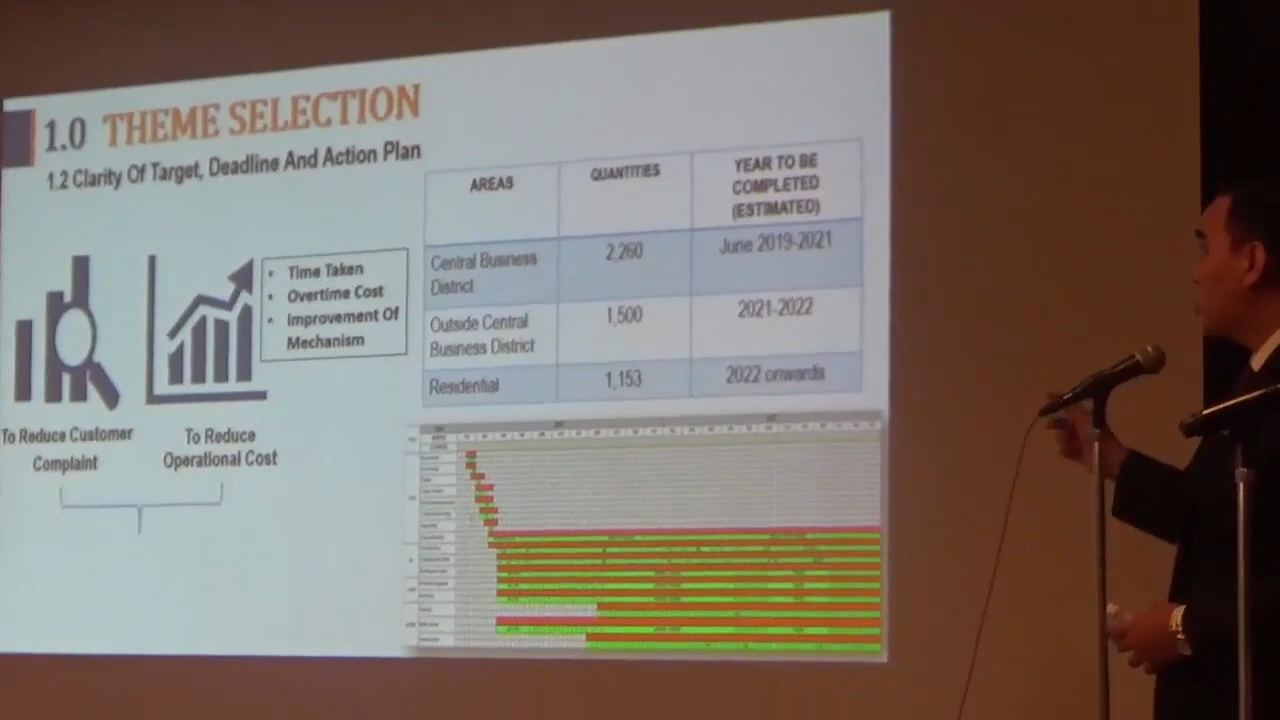 1.0 THEME SELECTION
1.2 Clarity Of Target, Deadline And Action Plan
• Time Taken
• Overtime Cost
• Improvement Of
Mechanism
To Reduce Customer
Complaint
To Reduce
Operational Cost
AREAS QUANTITIES YEAR TO BE
COMPLETED
(ESTIMATED)
Central Business
District
2,260 June 2019-2021
Outside Central
Business District
1,500 2021-2022
Residential 1,153 2022 onwards